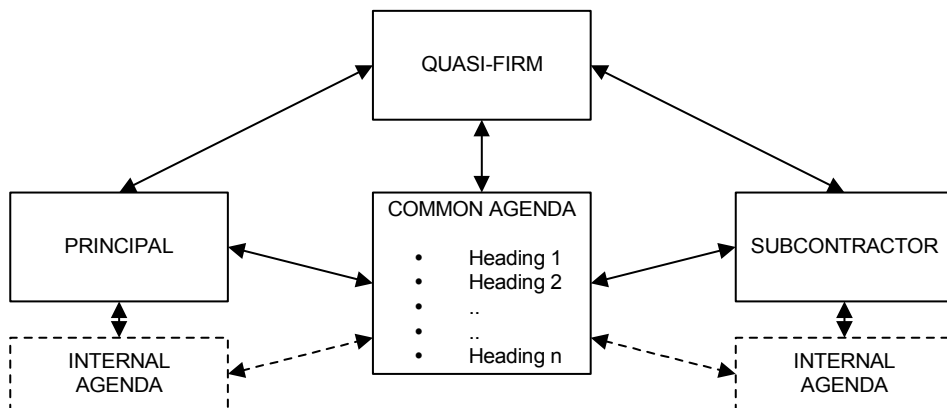 QUASI-FIRM
PRINCIPAL
COMMON AGENDA
• Heading 1
• Heading 2
• ..
• ..
• Heading n
SUBCONTRACTOR
INTERNAL
AGENDA
INTERNAL
AGENDA